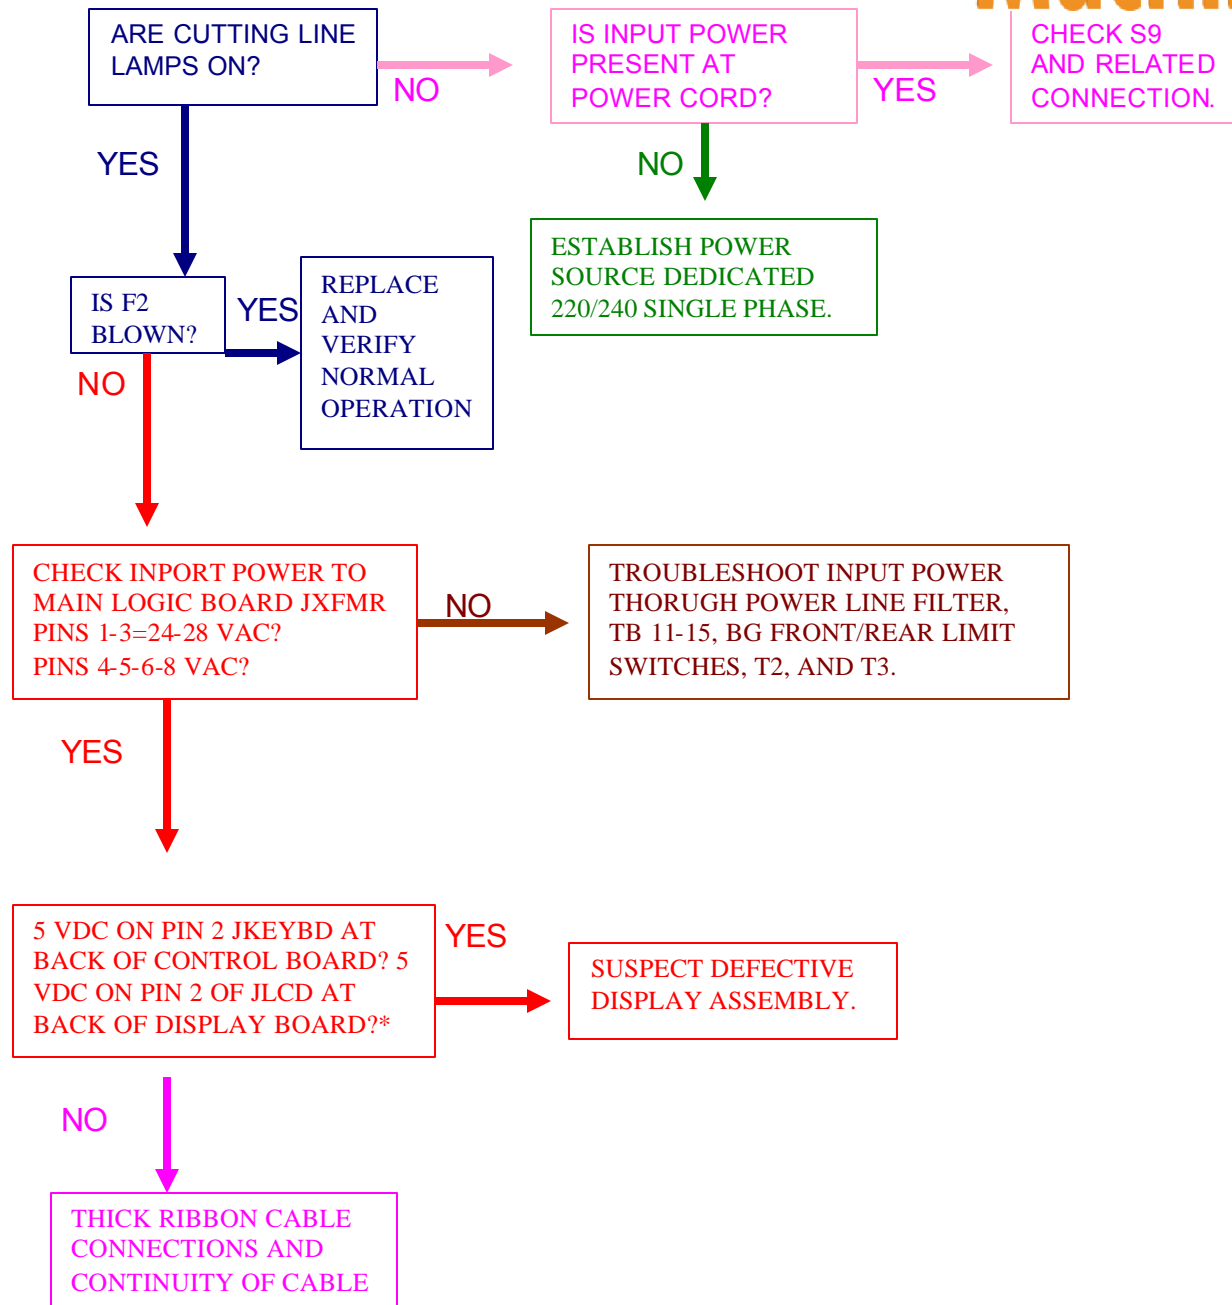 ARE CUTTING LINE
LAMPS ON?
NO
IS INPUT POWER
PRESENT AT
POWER CORD?
YES
CHECK S9
AND RELATED
CONNECTION.
YES
NO
ESTABLISH POWER
SOURCE DEDICATED
220/240 SINGLE PHASE.
IS F2
BLOWN?
YES
REPLACE
AND
VERIFY
NORMAL
OPERATION
NO
CHECK INPORT POWER TO
MAIN LOGIC BOARD JXFMR
PINS 1-3=24-28 VAC?
PINS 4-5-6-8 VAC?
NO
TROUBLESHOOT INPUT POWER
THORUGH POWER LINE FILTER,
TB 11-15, BG FRONT/REAR LIMIT
SWITCHES, T2, AND T3.
YES
5 VDC ON PIN 2 JKEYBD AT
BACK OF CONTROL BOARD? 5
VDC ON PIN 2 OF JLCD AT
BACK OF DISPLAY BOARD?*
YES
SUSPECT DEFECTIVE
DISPLAY ASSEMBLY.
NO
THICK RIBBON CABLE
CONNECTIONS AND
CONTINUITY OF CABLE